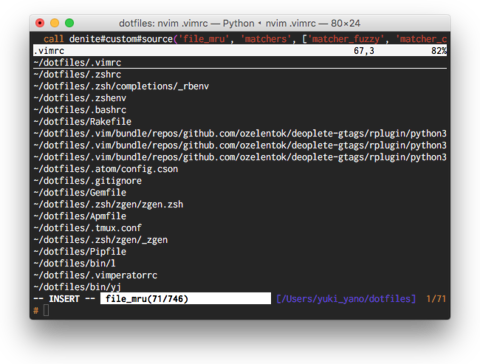 dotfiles: nvim .vimrc — Python • nvim .vimrc — 80×24
call denite#custom#source('file_mru', 'matchers', ['matcher_fuzzy', 'matcher_c
.vimrc 67,3 82%
~/dotfiles/.vimrc
~/dotfiles/.zshrc
~/dotfiles/.zsh/completions/_rbenv
~/dotfiles/.zshenv
~/dotfiles/.bashrc
~/dotfiles/Rakefile
~/dotfiles/.vim/bundle/repos/github.com/ozelentok/deoplete-gtags/rplugin/python3
~/dotfiles/.vim/bundle/repos/github.com/ozelentok/deoplete-gtags/rplugin/python3
~/dotfiles/.vim/bundle/repos/github.com/ozelentok/deoplete-gtags/rplugin/python3
~/dotfiles/.atom/config.cson
~/dotfiles/.gitignore
~/dotfiles/Gemfile
~/dotfiles/.zsh/zgen/zgen.zsh
~/dotfiles/Apmfile
~/dotfiles/.tmux.conf
~/dotfiles/.zsh/zgen/_zgen
~/dotfiles/Pipfile
~/dotfiles/bin/l
~/dotfiles/.vimperatorrc
~/dotfiles/bin/yj
-- INSERT -- file_mru(71/746) [/Users/yuki_yano/dotfiles] 1/71
#